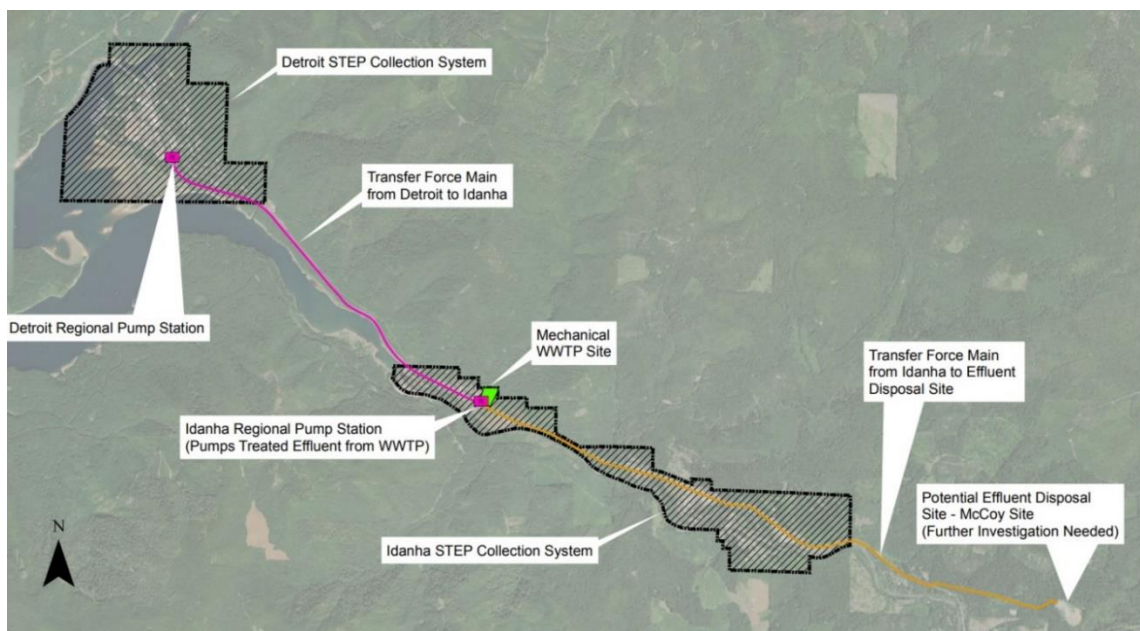 Detroit STEP Collection System
Transfer Force Main
from Detroit to Idanha
Detroit Regional Pump Station
Mechanical
WWTP Site
Transfer Force Main
from Idanha to Effluent
Disposal Site
Idanha Regional Pump Station
(Pumps Treated Effluent from WWTP)
Potential Effluent Disposal
Site - McCoy Site
(Further Investigation Needed)
Idanha STEP Collection System
N